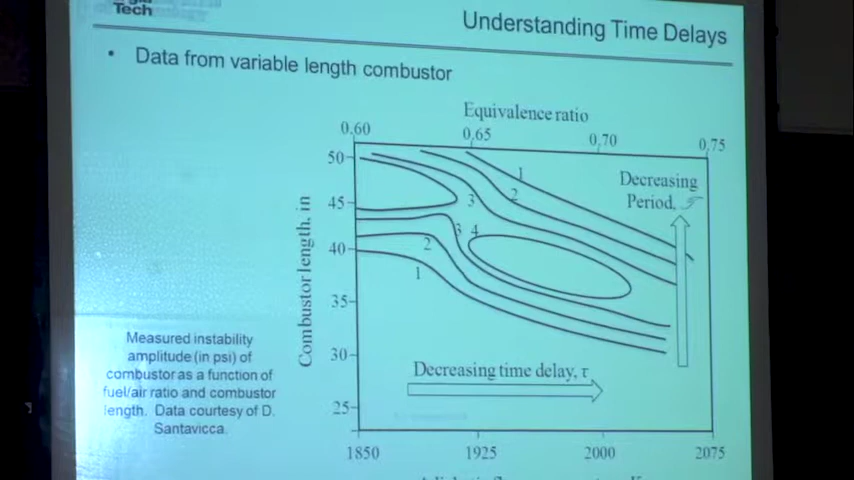 Tech
Understanding Time Delays
• Data from variable length combustor
Equivalence ratio
0.60 0.65 0.70 0.75
50
45
40
35
30
25
Combustor length, in
1
2
3
3 4
2
1
Decreasing
Period, 𝒯
Decreasing time delay, τ
1850 1925 2000 2075
Measured instability
amplitude (in psi) of
combustor as a function of
fuel/air ratio and combustor
length. Data courtesy of D.
Santavicca.